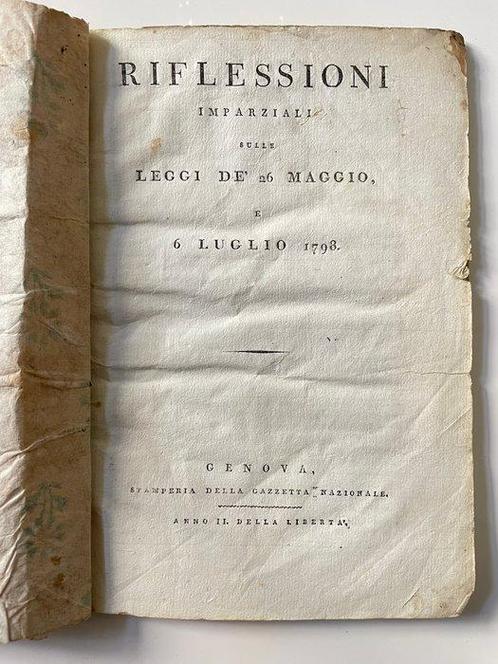 RIFLESSIONI
IMPARZIALI
SULLE
LEGGI DE' 26 MAGGIO,
E
6 LUGLIO 1798.
GENOVA,
STAMPERIA DELLA GAZZETTA NAZIONALE.
ANNO II. DELLA LIBERTA'.